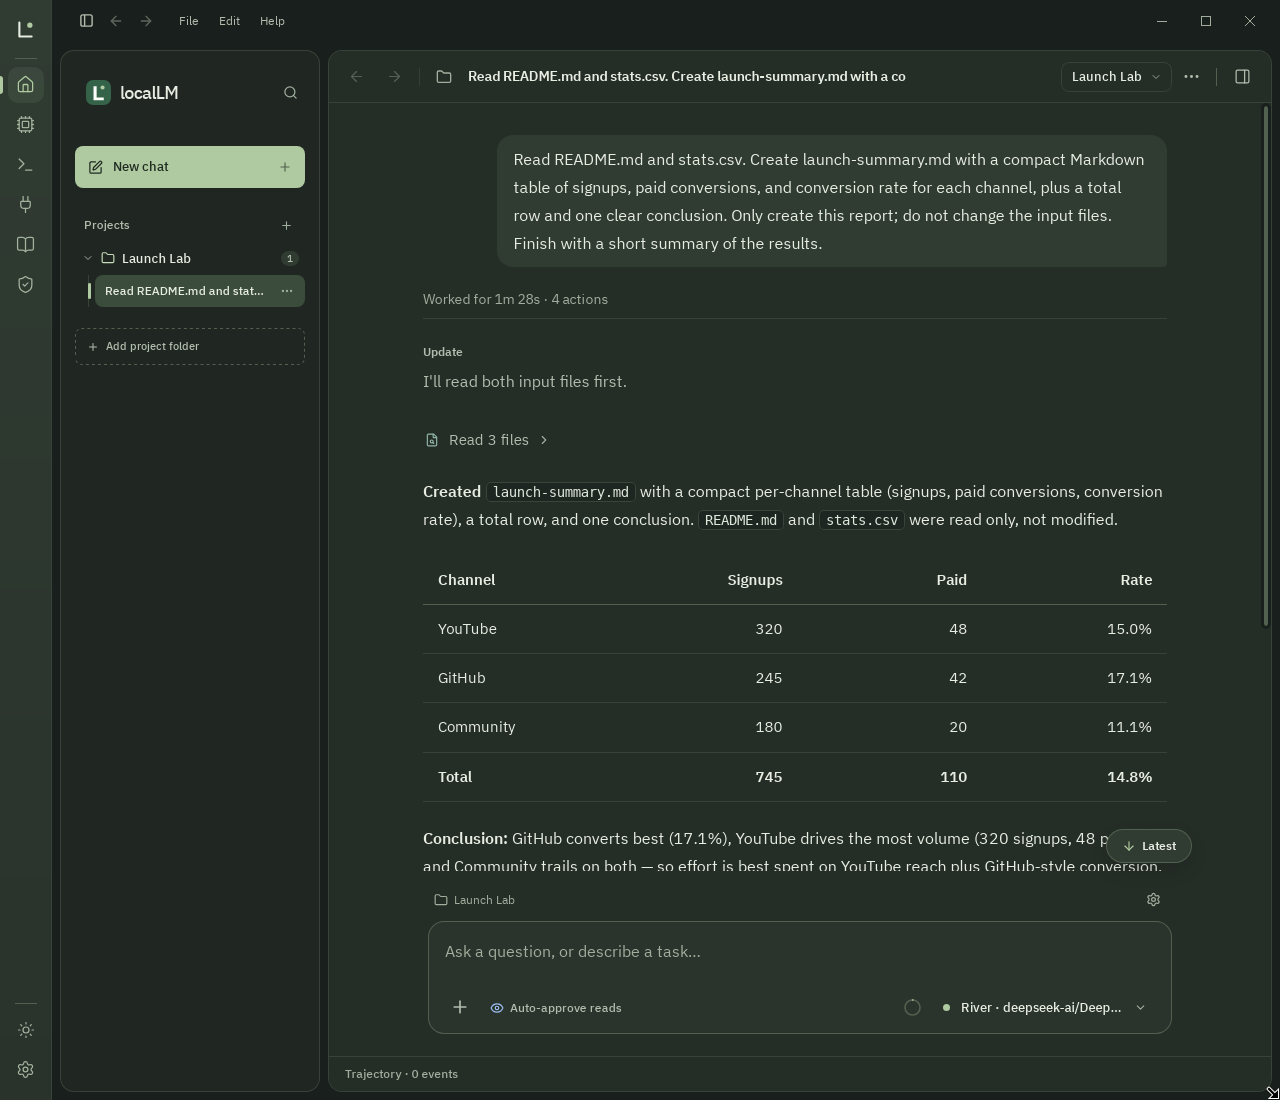 File Edit Help
localLM
New chat
Projects
Launch Lab 1
Read README.md and stat...
Add project folder
Read README.md and stats.csv. Create launch-summary.md with a co
Launch Lab
Read README.md and stats.csv. Create launch-summary.md with a compact Markdown
table of signups, paid conversions, and conversion rate for each channel, plus a total
row and one clear conclusion. Only create this report; do not change the input files.
Finish with a short summary of the results.
Worked for 1m 28s · 4 actions
Update
I'll read both input files first.
Read 3 files
Created launch-summary.md with a compact per-channel table (signups, paid conversions, conversion
rate), a total row, and one conclusion. README.md and stats.csv were read only, not modified.
Channel Signups Paid Rate
YouTube 320 48 15.0%
GitHub 245 42 17.1%
Community 180 20 11.1%
Total 745 110 14.8%
Conclusion: GitHub converts best (17.1%), YouTube drives the most volume (320 signups, 48 p
Latest
and Community trails on both — so effort is best spent on YouTube reach plus GitHub-style conversion.
Launch Lab
Ask a question, or describe a task...
Auto-approve reads
River · deepseek-ai/Deep...
Trajectory · 0 events